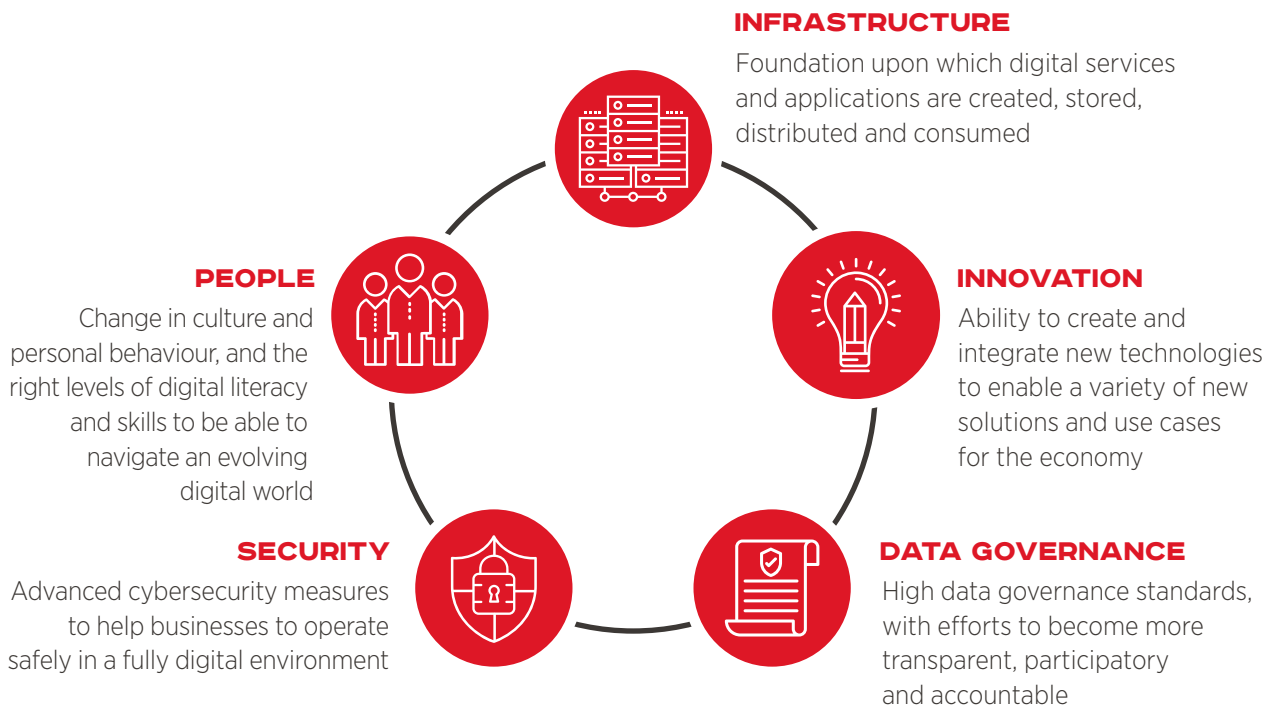 INFRASTRUCTURE
Foundation upon which digital services
and applications are created, stored,
distributed and consumed
INNOVATION
Ability to create and
integrate new technologies
to enable a variety of new
solutions and use cases
for the economy
DATA GOVERNANCE
High data governance standards,
with efforts to become more
transparent, participatory
and accountable
SECURITY
Advanced cybersecurity measures
to help businesses to operate
safely in a fully digital environment
PEOPLE
Change in culture and
personal behaviour, and the
right levels of digital literacy
and skills to be able to
navigate an evolving
digital world